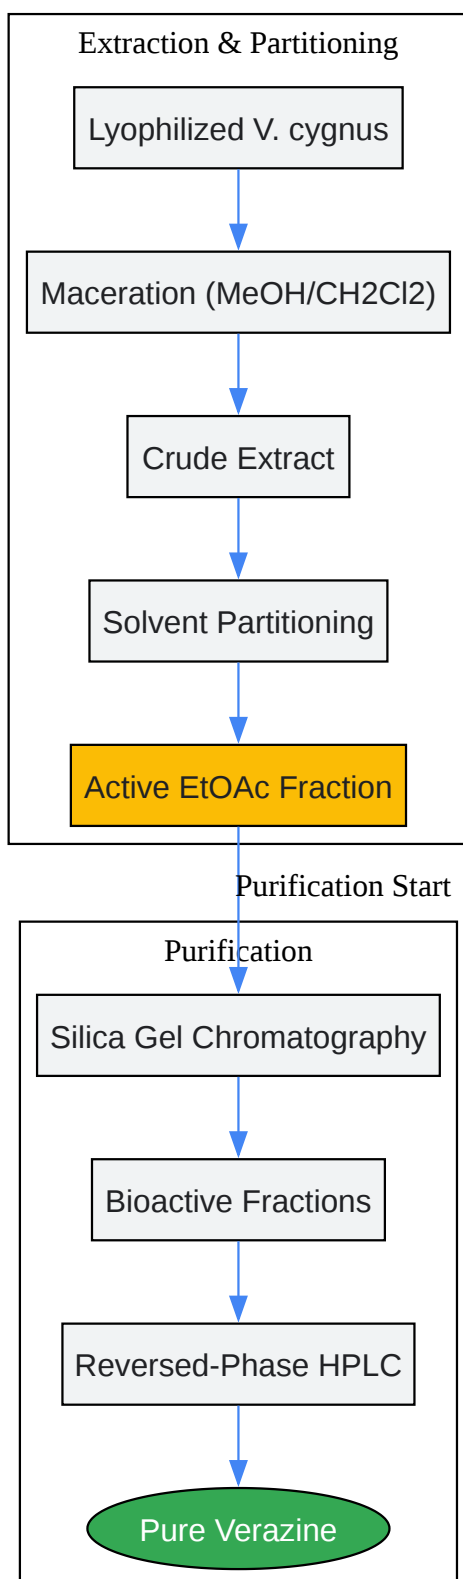 Extraction & Partitioning
Lyophilized V. cygnus
Maceration (MeOH/CH2Cl2)
Crude Extract
Solvent Partitioning
Active EtOAc Fraction
Purification Start
Purification
Silica Gel Chromatography
Bioactive Fractions
Reversed-Phase HPLC
Pure Verazine